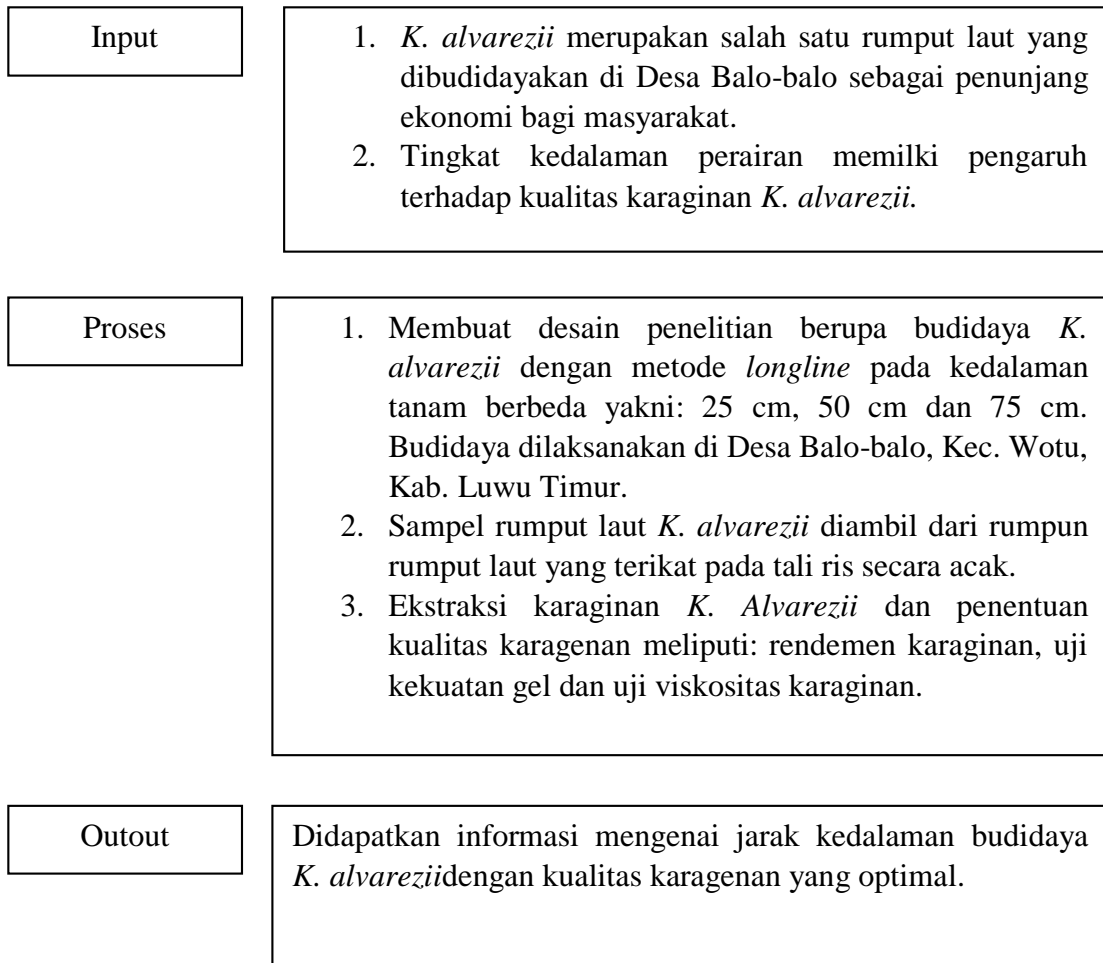 Input
1. K. alvarezii merupakan salah satu rumput laut yang
dibudidayakan di Desa Balo-balo sebagai penunjang
ekonomi bagi masyarakat.
2. Tingkat kedalaman perairan memilki pengaruh
terhadap kualitas karaginan K. alvarezii.
Proses
1. Membuat desain penelitian berupa budidaya K.
alvarezii dengan metode longline pada kedalaman
tanam berbeda yakni: 25 cm, 50 cm dan 75 cm.
Budidaya dilaksanakan di Desa Balo-balo, Kec. Wotu,
Kab. Luwu Timur.
2. Sampel rumput laut K. alvarezii diambil dari rumpun
rumput laut yang terikat pada tali ris secara acak.
3. Ekstraksi karaginan K. Alvarezii dan penentuan
kualitas karagenan meliputi: rendemen karaginan, uji
kekuatan gel dan uji viskositas karaginan.
Outout
Didapatkan informasi mengenai jarak kedalaman budidaya
K. alvareziidengan kualitas karagenan yang optimal.